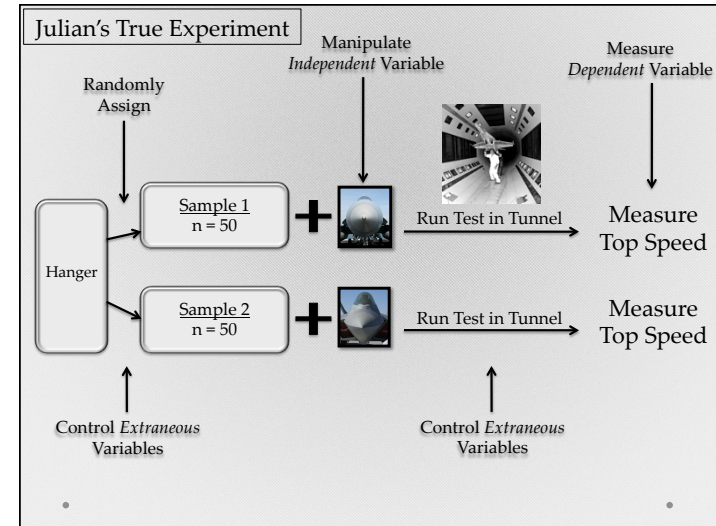 Julian's True Experiment
Manipulate
Independent Variable
Measure
Dependent Variable
Randomly
Assign
Hanger
Sample 1
n = 50
Run Test in Tunnel
Measure
Top Speed
Sample 2
n = 50
Run Test in Tunnel
Measure
Top Speed
Control Extraneous
Variables
Control Extraneous
Variables